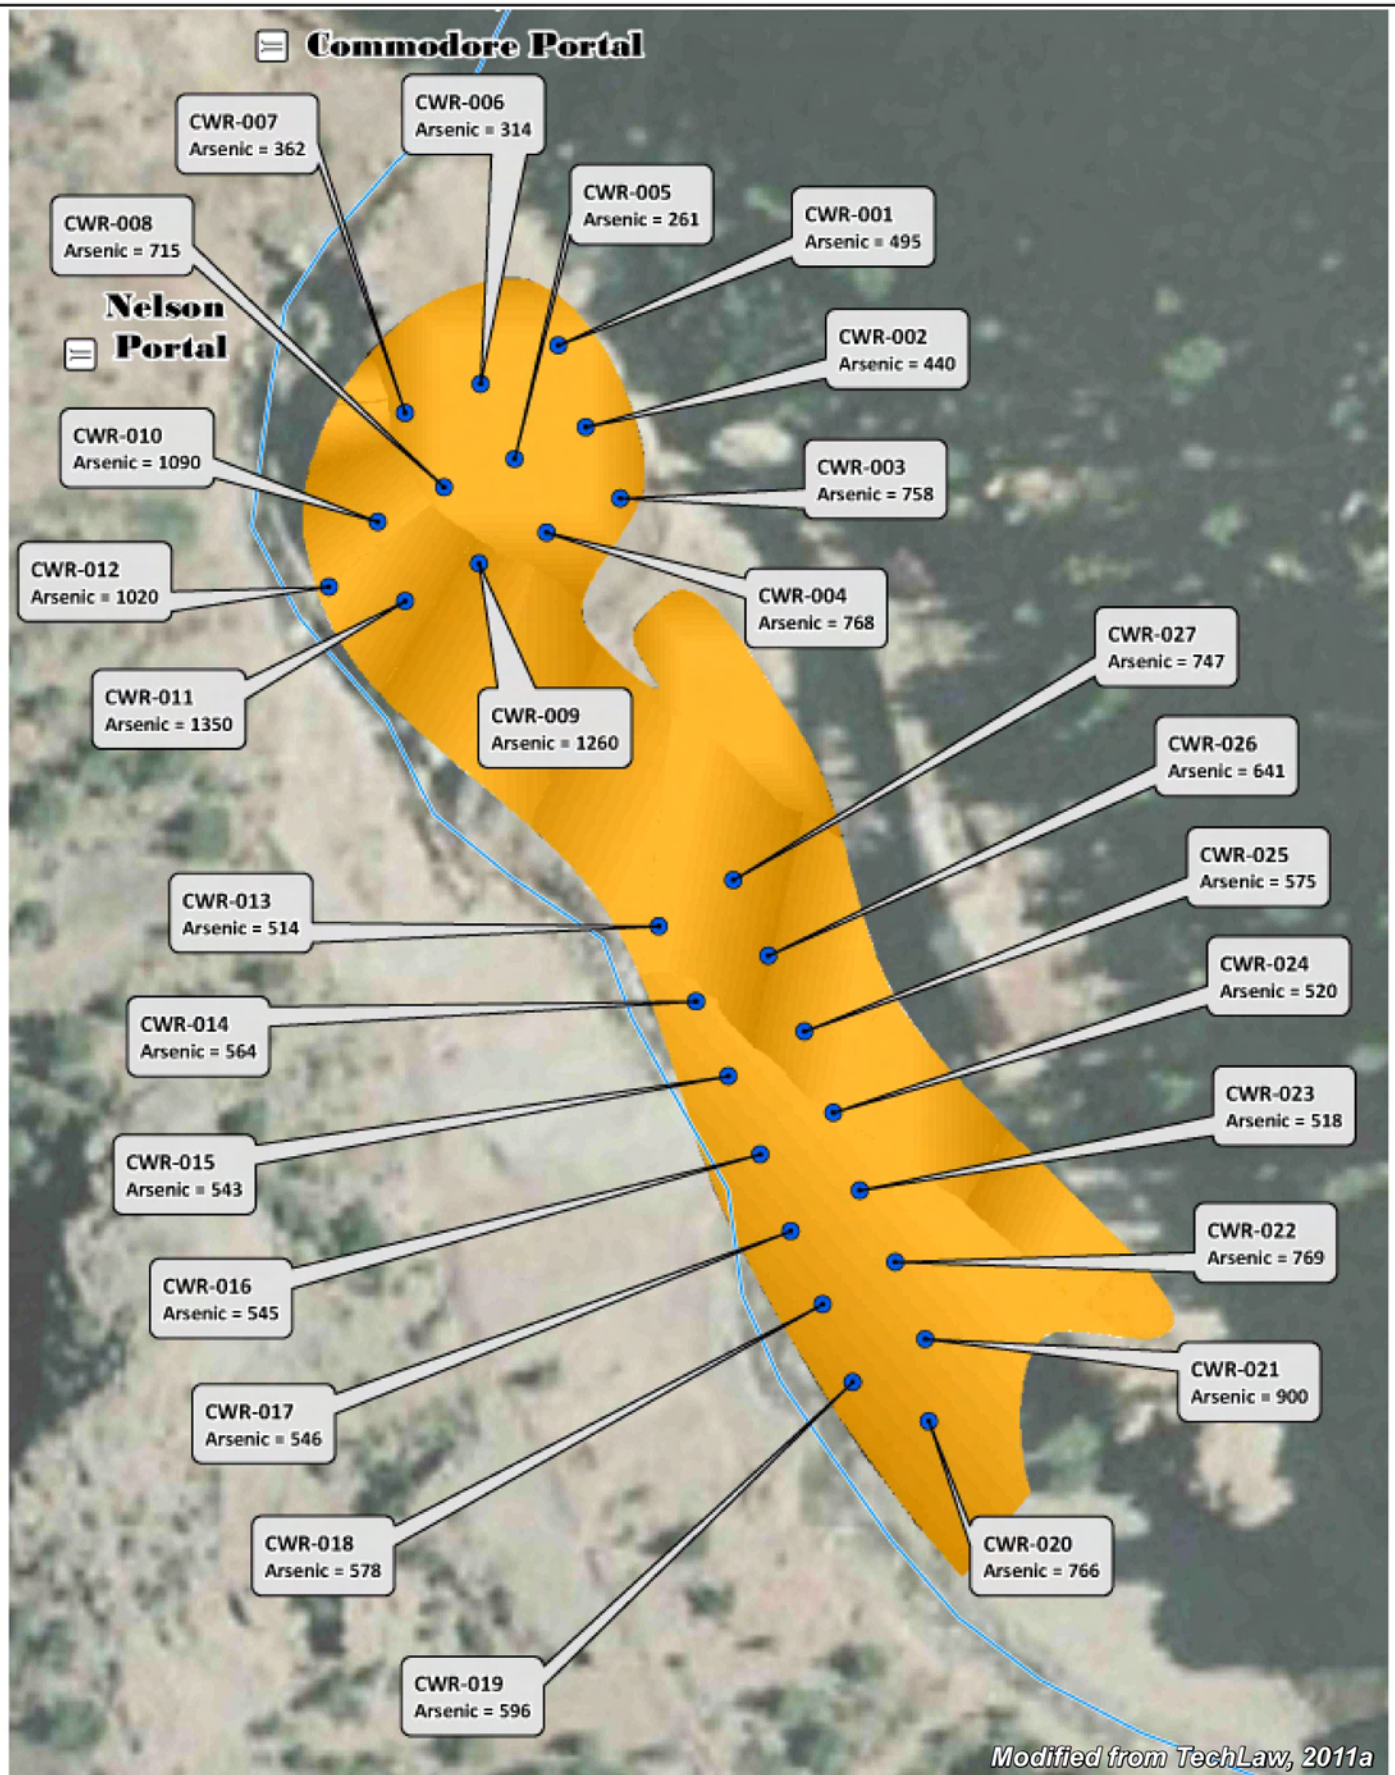 Commodore Portal
CWR-006
Arsenic = 314
CWR-007
Arsenic = 362
CWR-005
Arsenic = 261
CWR-001
Arsenic = 495
CWR-008
Arsenic = 715
Nelson
Portal
CWR-002
Arsenic = 440
CWR-010
Arsenic = 1090
CWR-003
Arsenic = 758
CWR-012
Arsenic = 1020
CWR-004
Arsenic = 768
CWR-027
Arsenic = 747
CWR-011
Arsenic = 1350
CWR-009
Arsenic = 1260
CWR-026
Arsenic = 641
CWR-025
Arsenic = 575
CWR-013
Arsenic = 514
CWR-024
Arsenic = 520
CWR-014
Arsenic = 564
CWR-023
Arsenic = 518
CWR-015
Arsenic = 543
CWR-022
Arsenic = 769
CWR-016
Arsenic = 545
CWR-021
Arsenic = 900
CWR-017
Arsenic = 546
CWR-018
Arsenic = 578
CWR-020
Arsenic = 766
CWR-019
Arsenic = 596
Modified from TechLaw, 2011a